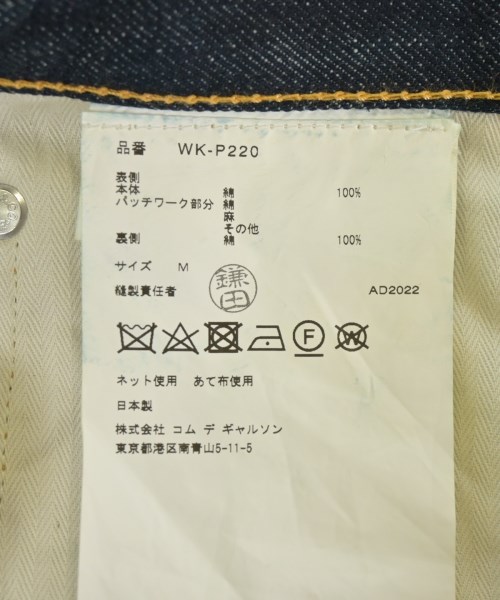 品番 WK-P220
表側
本体 綿 100%
パッチワーク部分 綿
麻
その他
裏側 綿 100%
サイズ M
縫製責任者 鎌田 AD2022
F W
ネット使用 あて布使用
日本製
株式会社 コム デ ギャルソン
東京都港区南青山5-11-5